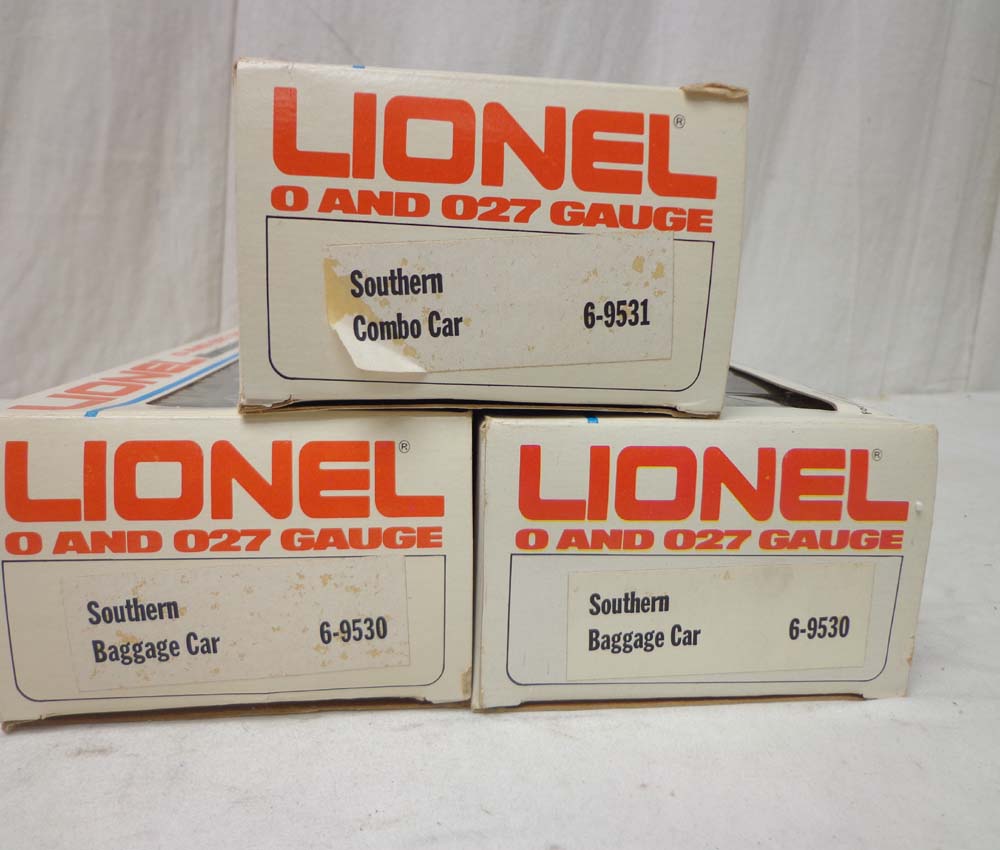 LIONEL®
O AND O27 GAUGE
Southern
Combo Car 6-9531
LIONEL
LIONEL®
O AND O27 GAUGE
Southern
Baggage Car 6-9530
LIONEL®
O AND O27 GAUGE
Southern
Baggage Car 6-9530